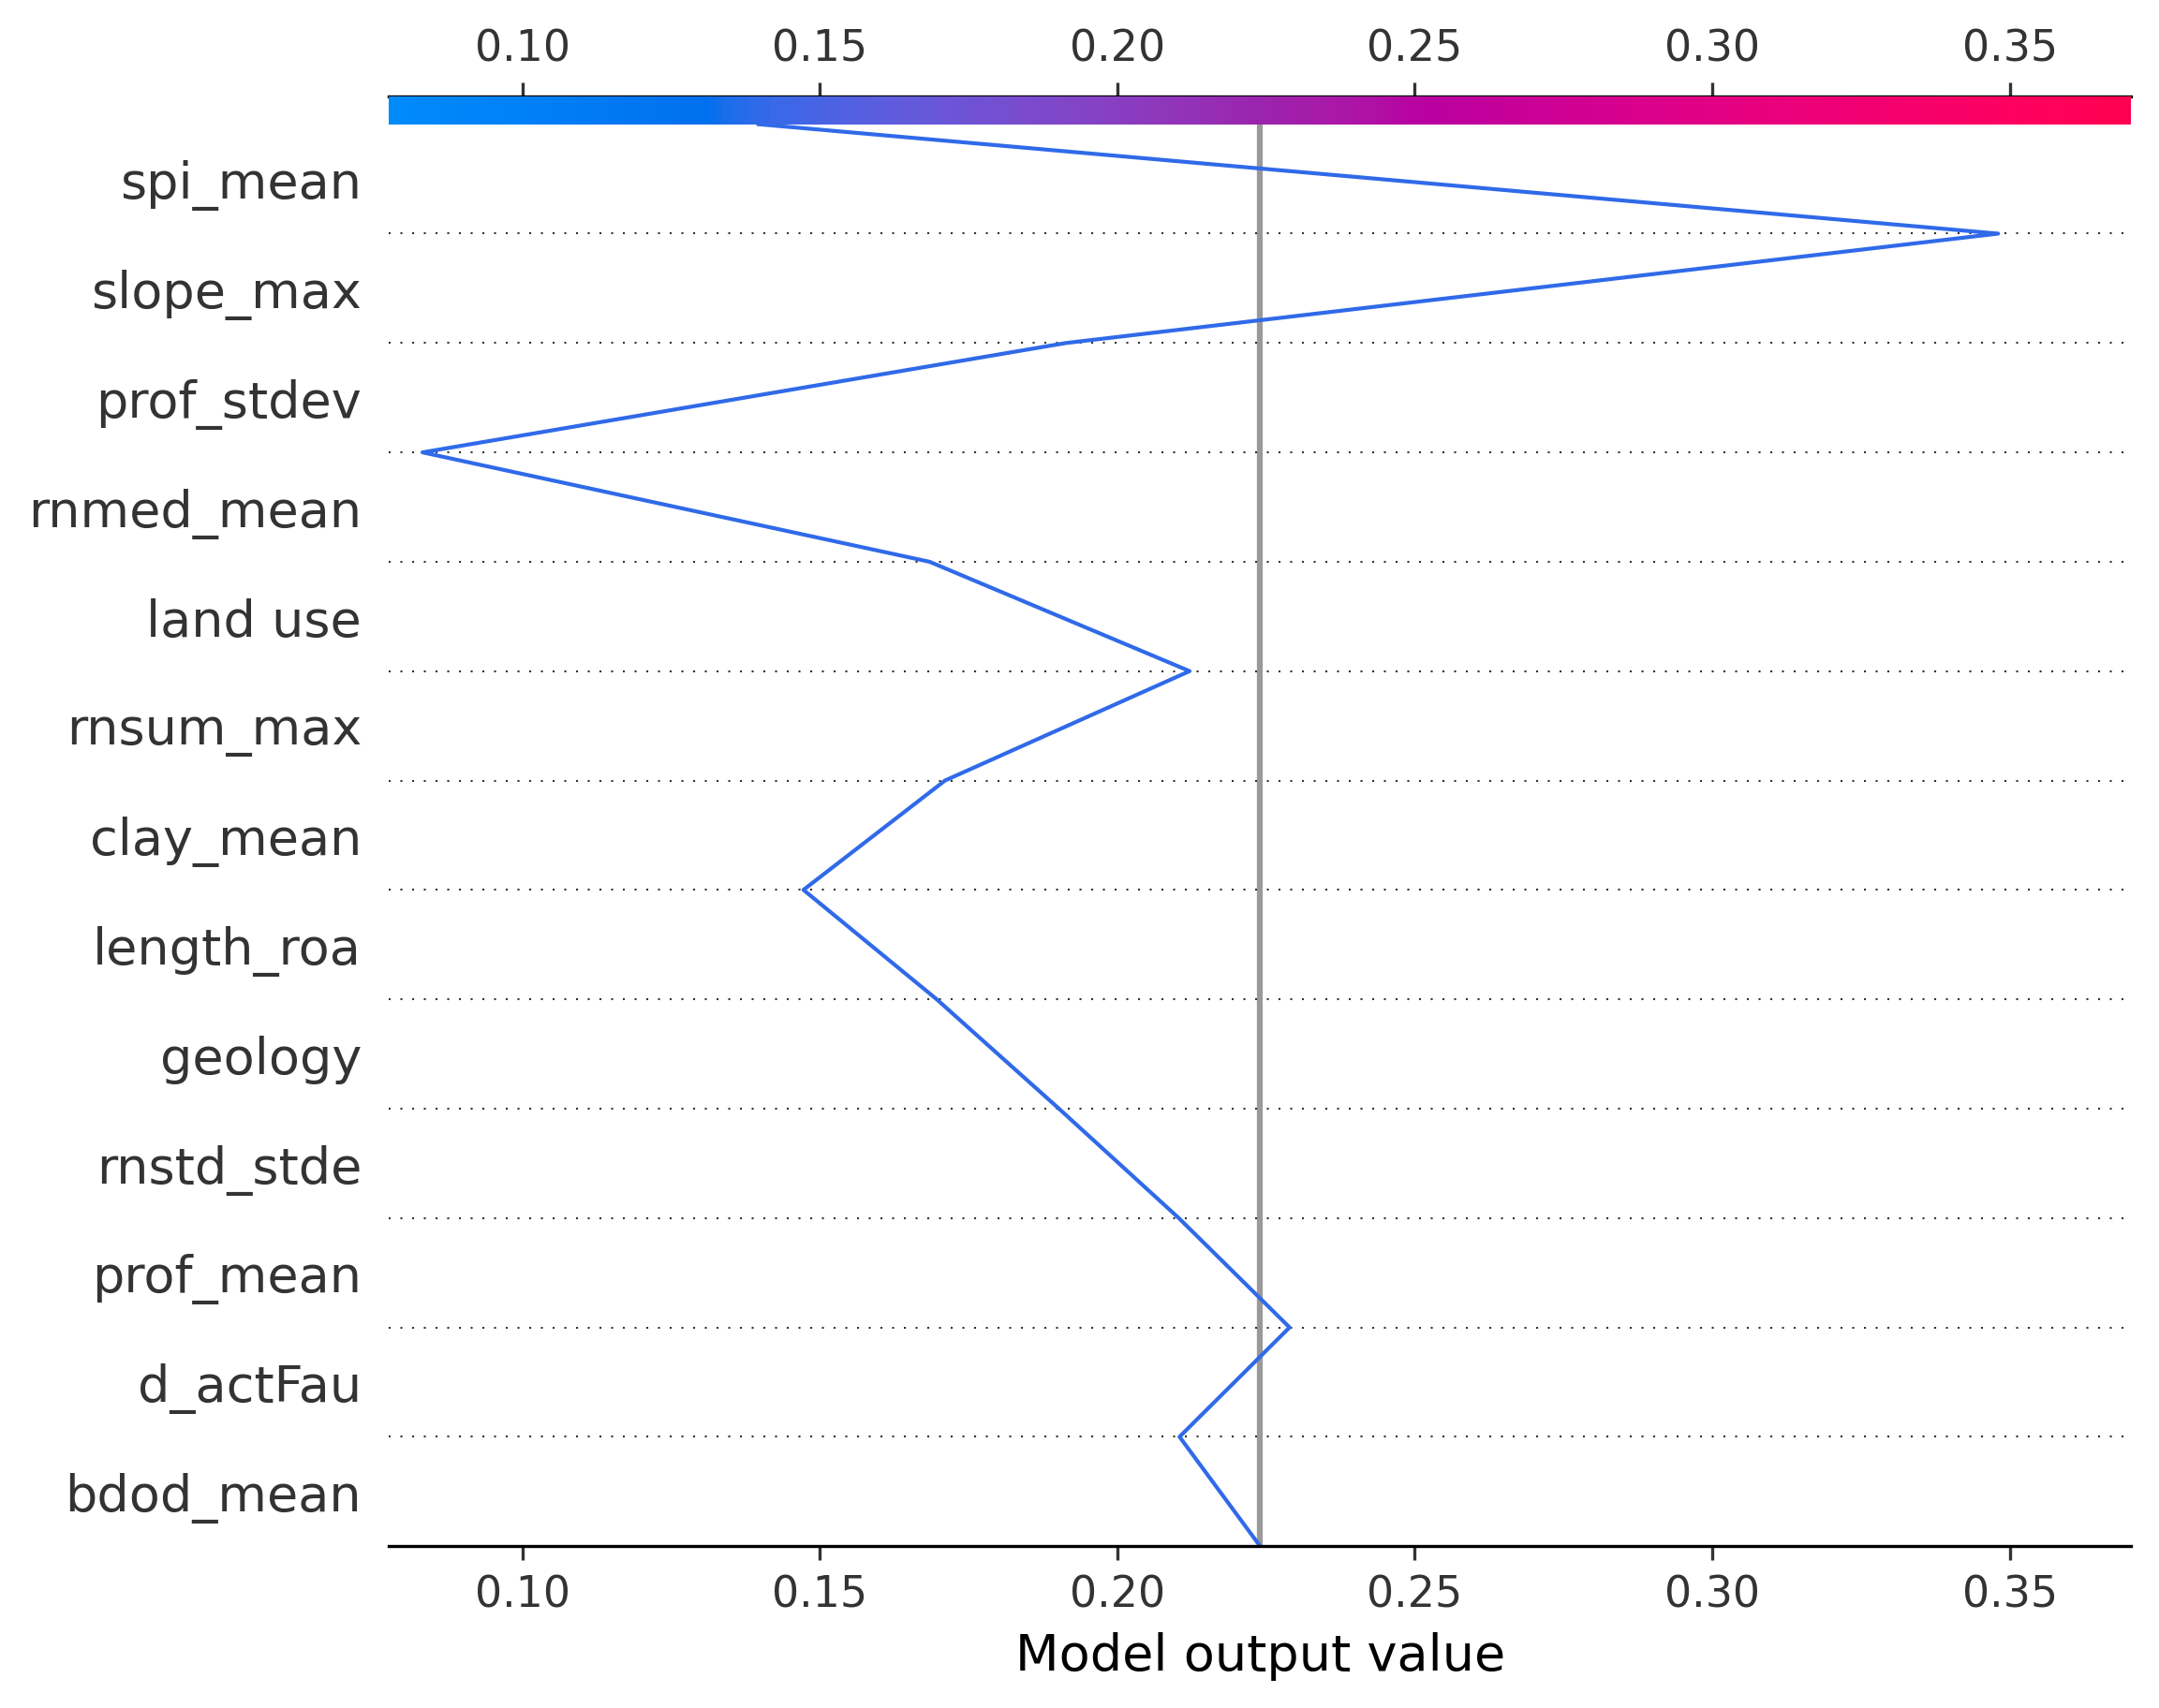 0.10 0.15 0.20 0.25 0.30 0.35
spi_mean
slope_max
prof_stdev
rnmed_mean
land use
rnsum_max
clay_mean
length_roa
geology
rnstd_stde
prof_mean
d_actFau
bdod_mean
0.10 0.15 0.20 0.25 0.30 0.35
Model output value